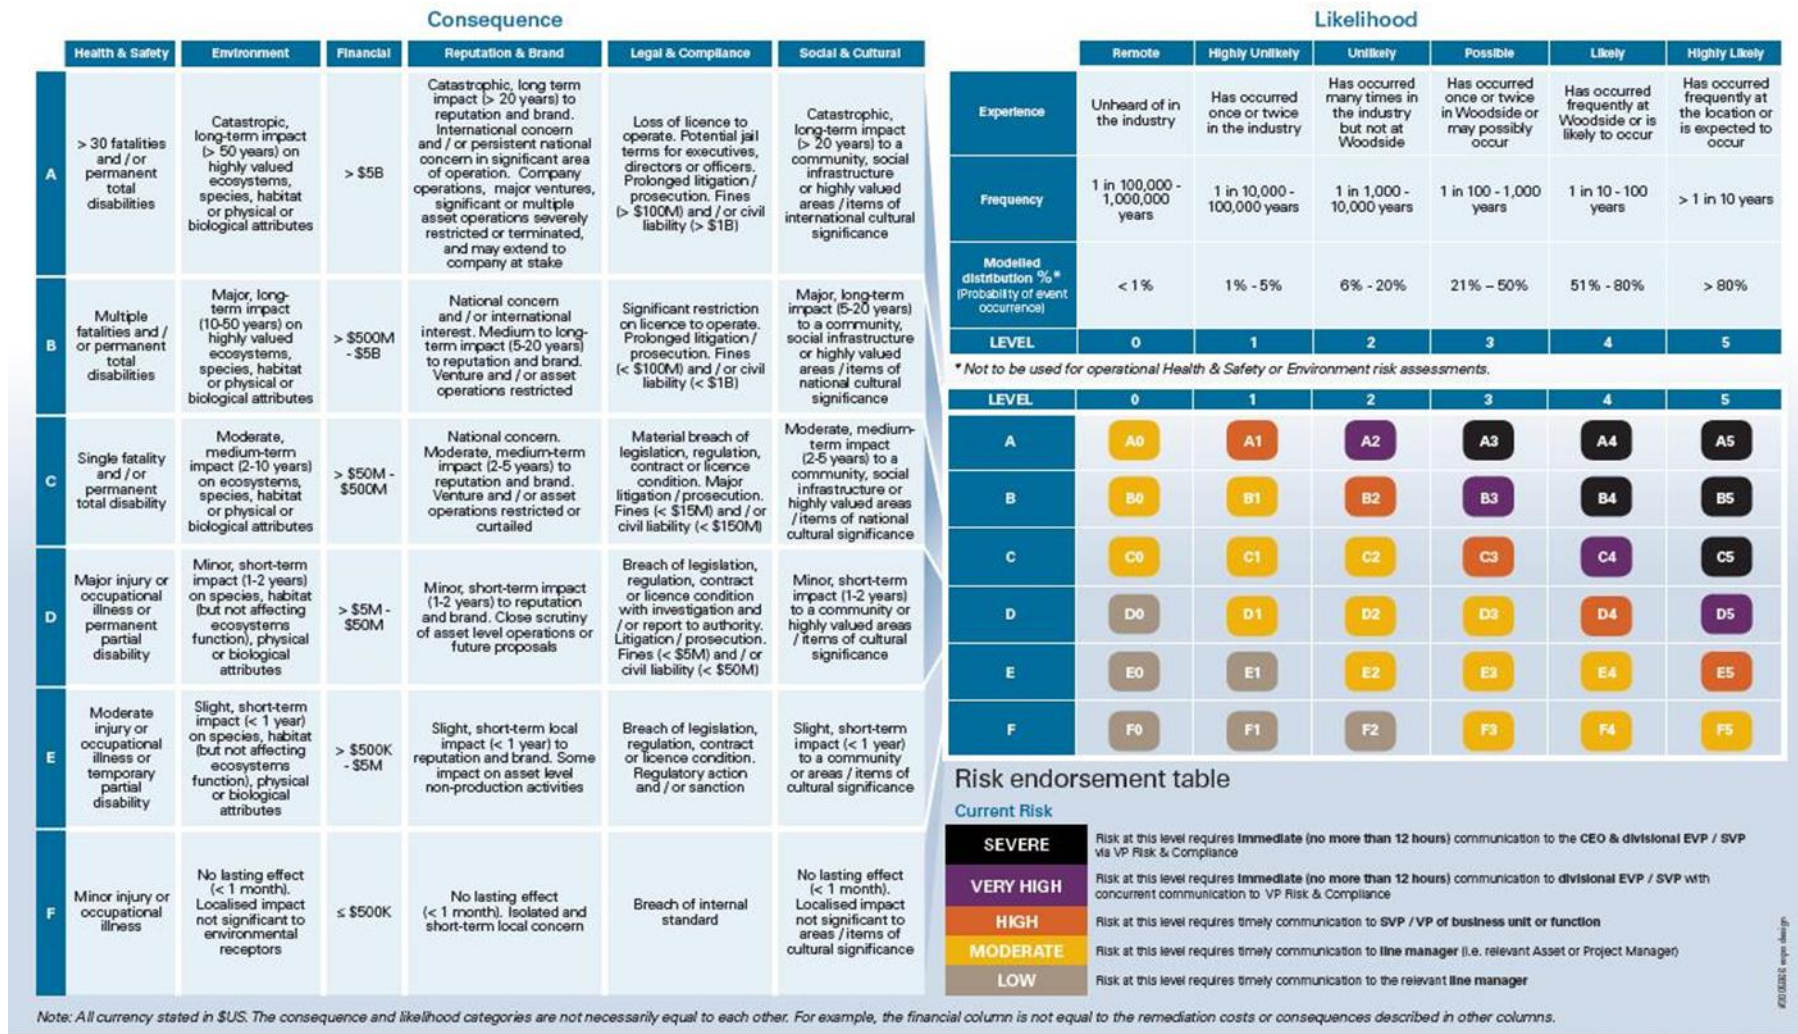 Consequence
Health & Safety
Environment
Financial
Reputation & Brand
Legal & Compliance
Social & Cultural
A
> 30 fatalities
and / or
permanent
total
disabilities
Catastropic,
long-term impact
(> 50 years) on
highly valued
ecosystems,
species, habitat
or physical or
biological attributes
> $5B
Catastrophic, long term
impact (> 20 years) to
reputation and brand.
International concern
and / or persistent national
concern in significant area
of operation. Company
operations, major ventures,
significant or multiple
asset operations severely
restricted or terminated,
and may extend to
company at stake
Loss of licence to
operate. Potential jail
terms for executives,
directors or officers.
Prolonged litigation /
prosecution. Fines
(> $100M) and / or civil
liability (> $1B)
Catastrophic,
long-term impact
(> 20 years) to a
community, social
infrastructure
or highly valued
areas / items of
international cultural
significance
B
Multiple
fatalities and /
or permanent
total
disabilities
Major, long-
term impact
(10-50 years) on
highly valued
ecosystems,
species, habitat
or physical or
biological attributes
> $500M
- $5B
National concern
and / or international
interest. Medium to long-
term impact (5-20 years)
to reputation and brand.
Venture and / or asset
operations restricted
Significant restriction
on licence to operate.
Prolonged litigation /
prosecution. Fines
(< $100M) and / or civil
liability (< $1B)
Major, long-term
impact (5-20 years)
to a community,
social infrastructure
or highly valued
areas / items of
national cultural
significance
C
Single fatality
and / or
permanent
total disability
Moderate,
medium-term
impact (2-10 years)
on ecosystems,
species, habitat
or physical or
biological attributes
> $50M -
$500M
National concern.
Moderate, medium-term
impact (2-5 years) to
reputation and brand.
Venture and / or asset
operations restricted or
curtailed
Material breach of
legislation, regulation,
contract or licence
condition. Major
litigation / prosecution.
Fines (< $15M) and / or
civil liability (< $150M)
Moderate, medium-
term impact
(2-5 years) to a
community, social
infrastructure or
highly valued areas
/ items of national
cultural significance
D
Major injury or
occupational
illness or
permanent
partial
disability
Minor, short-term
impact (1-2 years)
on species, habitat
(but not affecting
ecosystems
function), physical
or biological
attributes
> $5M -
$50M
Minor, short-term impact
(1-2 years) to reputation
and brand. Close scrutiny
of asset level operations or
future proposals
Breach of legislation,
regulation, contract
or licence condition
with investigation and
/ or report to authority.
Litigation / prosecution.
Fines (< $5M) and / or
civil liability (< $50M)
Minor, short-term
impact (1-2 years)
to a community or
highly valued areas
/ items of cultural
significance
E
Moderate
injury or
occupational
illness or
temporary
partial
disability
Slight, short-term
impact (< 1 year)
on species, habitat
(but not affecting
ecosystems
function), physical
or biological
attributes
> $500K
- $5M
Slight, short-term local
impact (< 1 year) to
reputation and brand. Some
impact on asset level
non-production activities
Breach of legislation,
regulation, contract
or licence condition.
Regulatory action
and / or sanction
Slight, short-term
impact (< 1 year)
to a community
or areas / items of
cultural significance
F
Minor injury or
occupational
illness
No lasting effect
(< 1 month).
Localised impact
not significant to
environmental
receptors
≤ $500K
No lasting effect
(< 1 month). Isolated and
short-term local concern
Breach of internal
standard
No lasting effect
(< 1 month).
Localised impact
not significant to
areas / items of
cultural significance
Likelihood
Remote
Highly Unlikely
Unlikely
Possible
Likely
Highly Likely
Experience
Unheard of in
the industry
Has occurred
once or twice
in the industry
Has occurred
many times in
the industry
but not at
Woodside
Has occurred
once or twice
in Woodside or
may possibly
occur
Has occurred
frequently at
Woodside or is
likely to occur
Has occurred
frequently at
the location or
is expected to
occur
Frequency
1 in 100,000 -
1,000,000
years
1 in 10,000 -
100,000 years
1 in 1,000 -
10,000 years
1 in 100 - 1,000
years
1 in 10 - 100
years
> 1 in 10 years
Modelled
distribution %*
(Probability of event
occurrence)
< 1%
1% - 5%
6% - 20%
21% – 50%
51% - 80%
> 80%
LEVEL 0 1 2 3 4 5
* Not to be used for operational Health & Safety or Environment risk assessments.
LEVEL 0 1 2 3 4 5
A A0 A1 A2 A3 A4 A5
B B0 B1 B2 B3 B4 B5
C C0 C1 C2 C3 C4 C5
D D0 D1 D2 D3 D4 D5
E E0 E1 E2 E3 E4 E5
F F0 F1 F2 F3 F4 F5
Risk endorsement table
Current Risk
SEVERE
Risk at this level requires immediate (no more than 12 hours) communication to the CEO & divisional EVP / SVP
via VP Risk & Compliance
VERY HIGH
Risk at this level requires immediate (no more than 12 hours) communication to divisional EVP / SVP with
concurrent communication to VP Risk & Compliance
HIGH
Risk at this level requires timely communication to SVP / VP of business unit or function
MODERATE
Risk at this level requires timely communication to line manager (i.e. relevant Asset or Project Manager)
LOW
Risk at this level requires timely communication to the relevant line manager
Note: All currency stated in $US. The consequence and likelihood categories are not necessarily equal to each other. For example, the financial column is not equal to the remediation costs or consequences described in other columns.